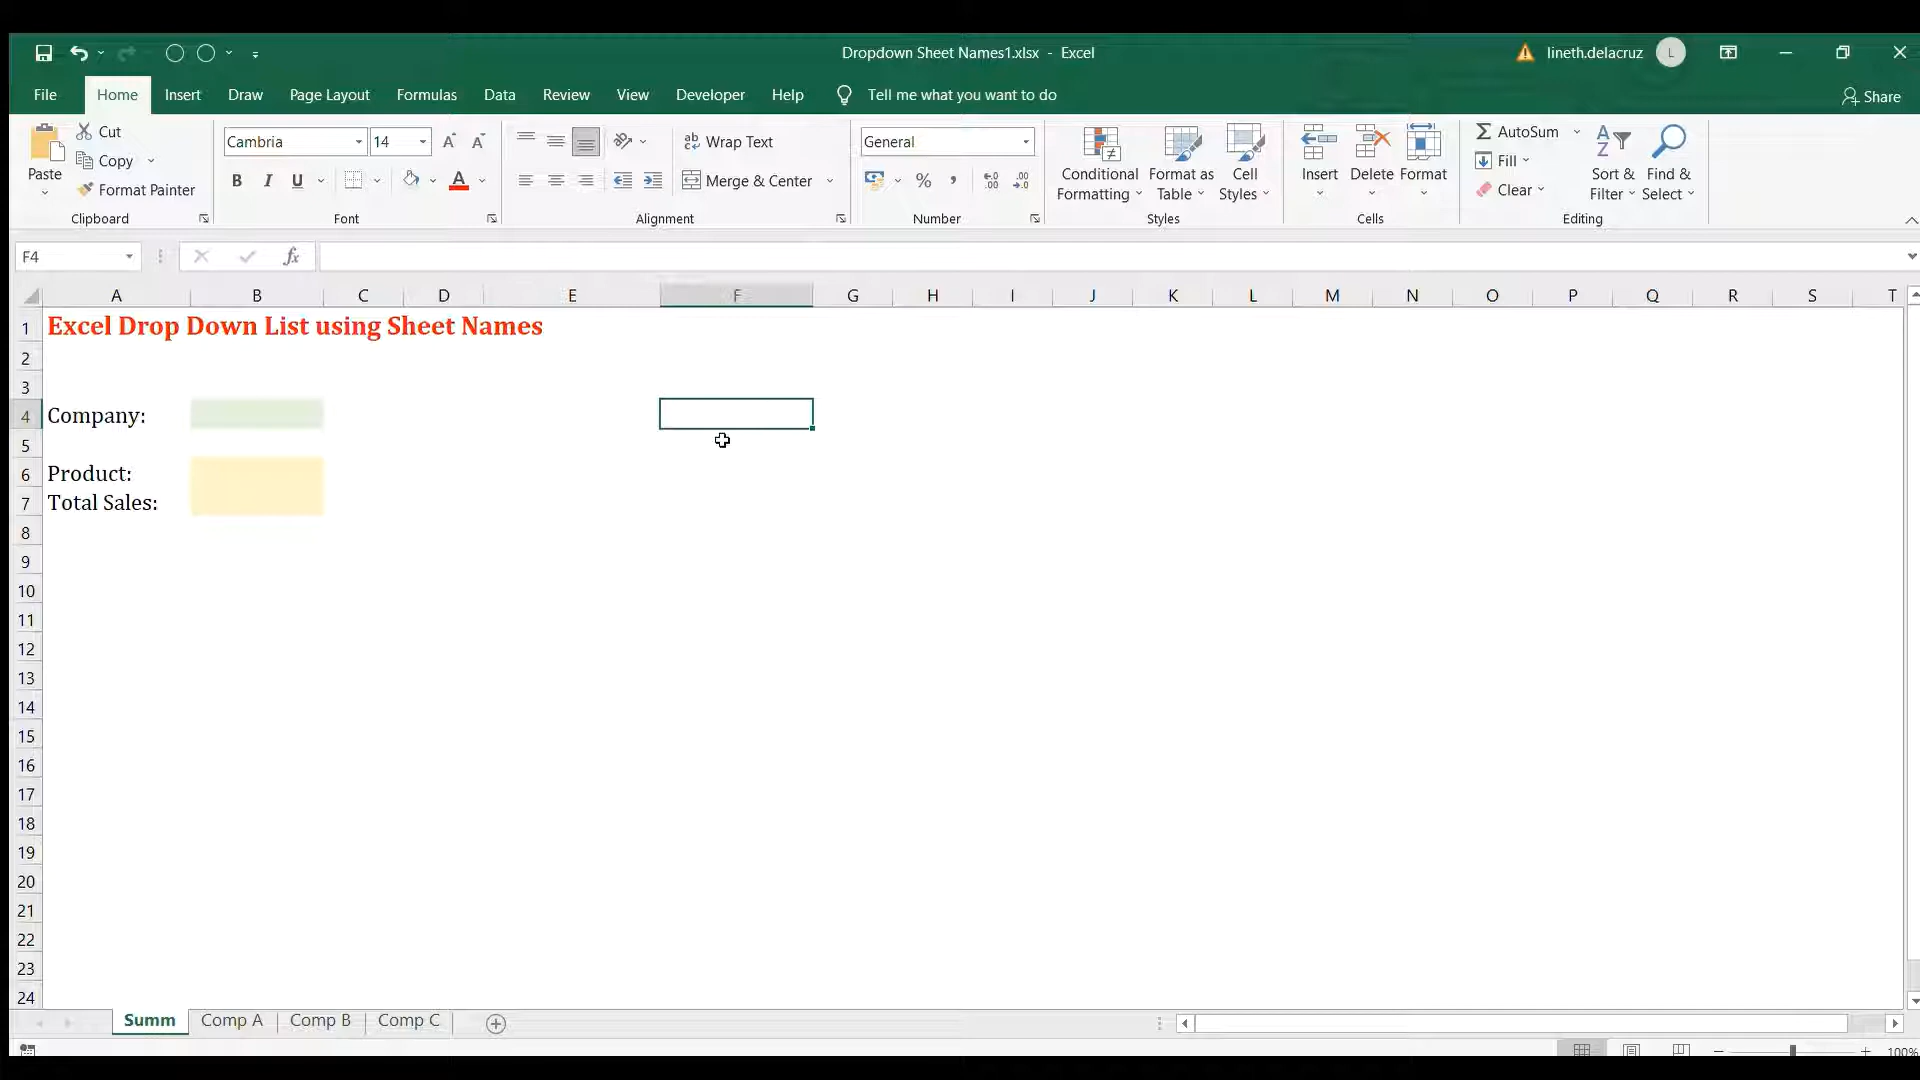 Dropdown Sheet Names1.xlsx - Excel
lineth.delacruz
L
File Home Insert Draw Page Layout Formulas Data Review View Developer Help Tell me what you want to do
Share
Paste
Cut
Copy
Format Painter
Clipboard
Cambria 14
B I U
Font
Wrap Text
Merge & Center
Alignment
General
Number
Conditional Formatting
Format as Table
Cell Styles
Styles
Insert Delete Format
Cells
AutoSum
Fill
Clear
Sort & Filter
Find & Select
Editing
F4
fx
A B C D E F G H I J K L M N O P Q R S T
1 Excel Drop Down List using Sheet Names
2
3
4 Company:
5
6 Product:
7 Total Sales:
8
9
10
11
12
13
14
15
16
17
18
19
20
21
22
23
24
Summ Comp A Comp B Comp C
100%